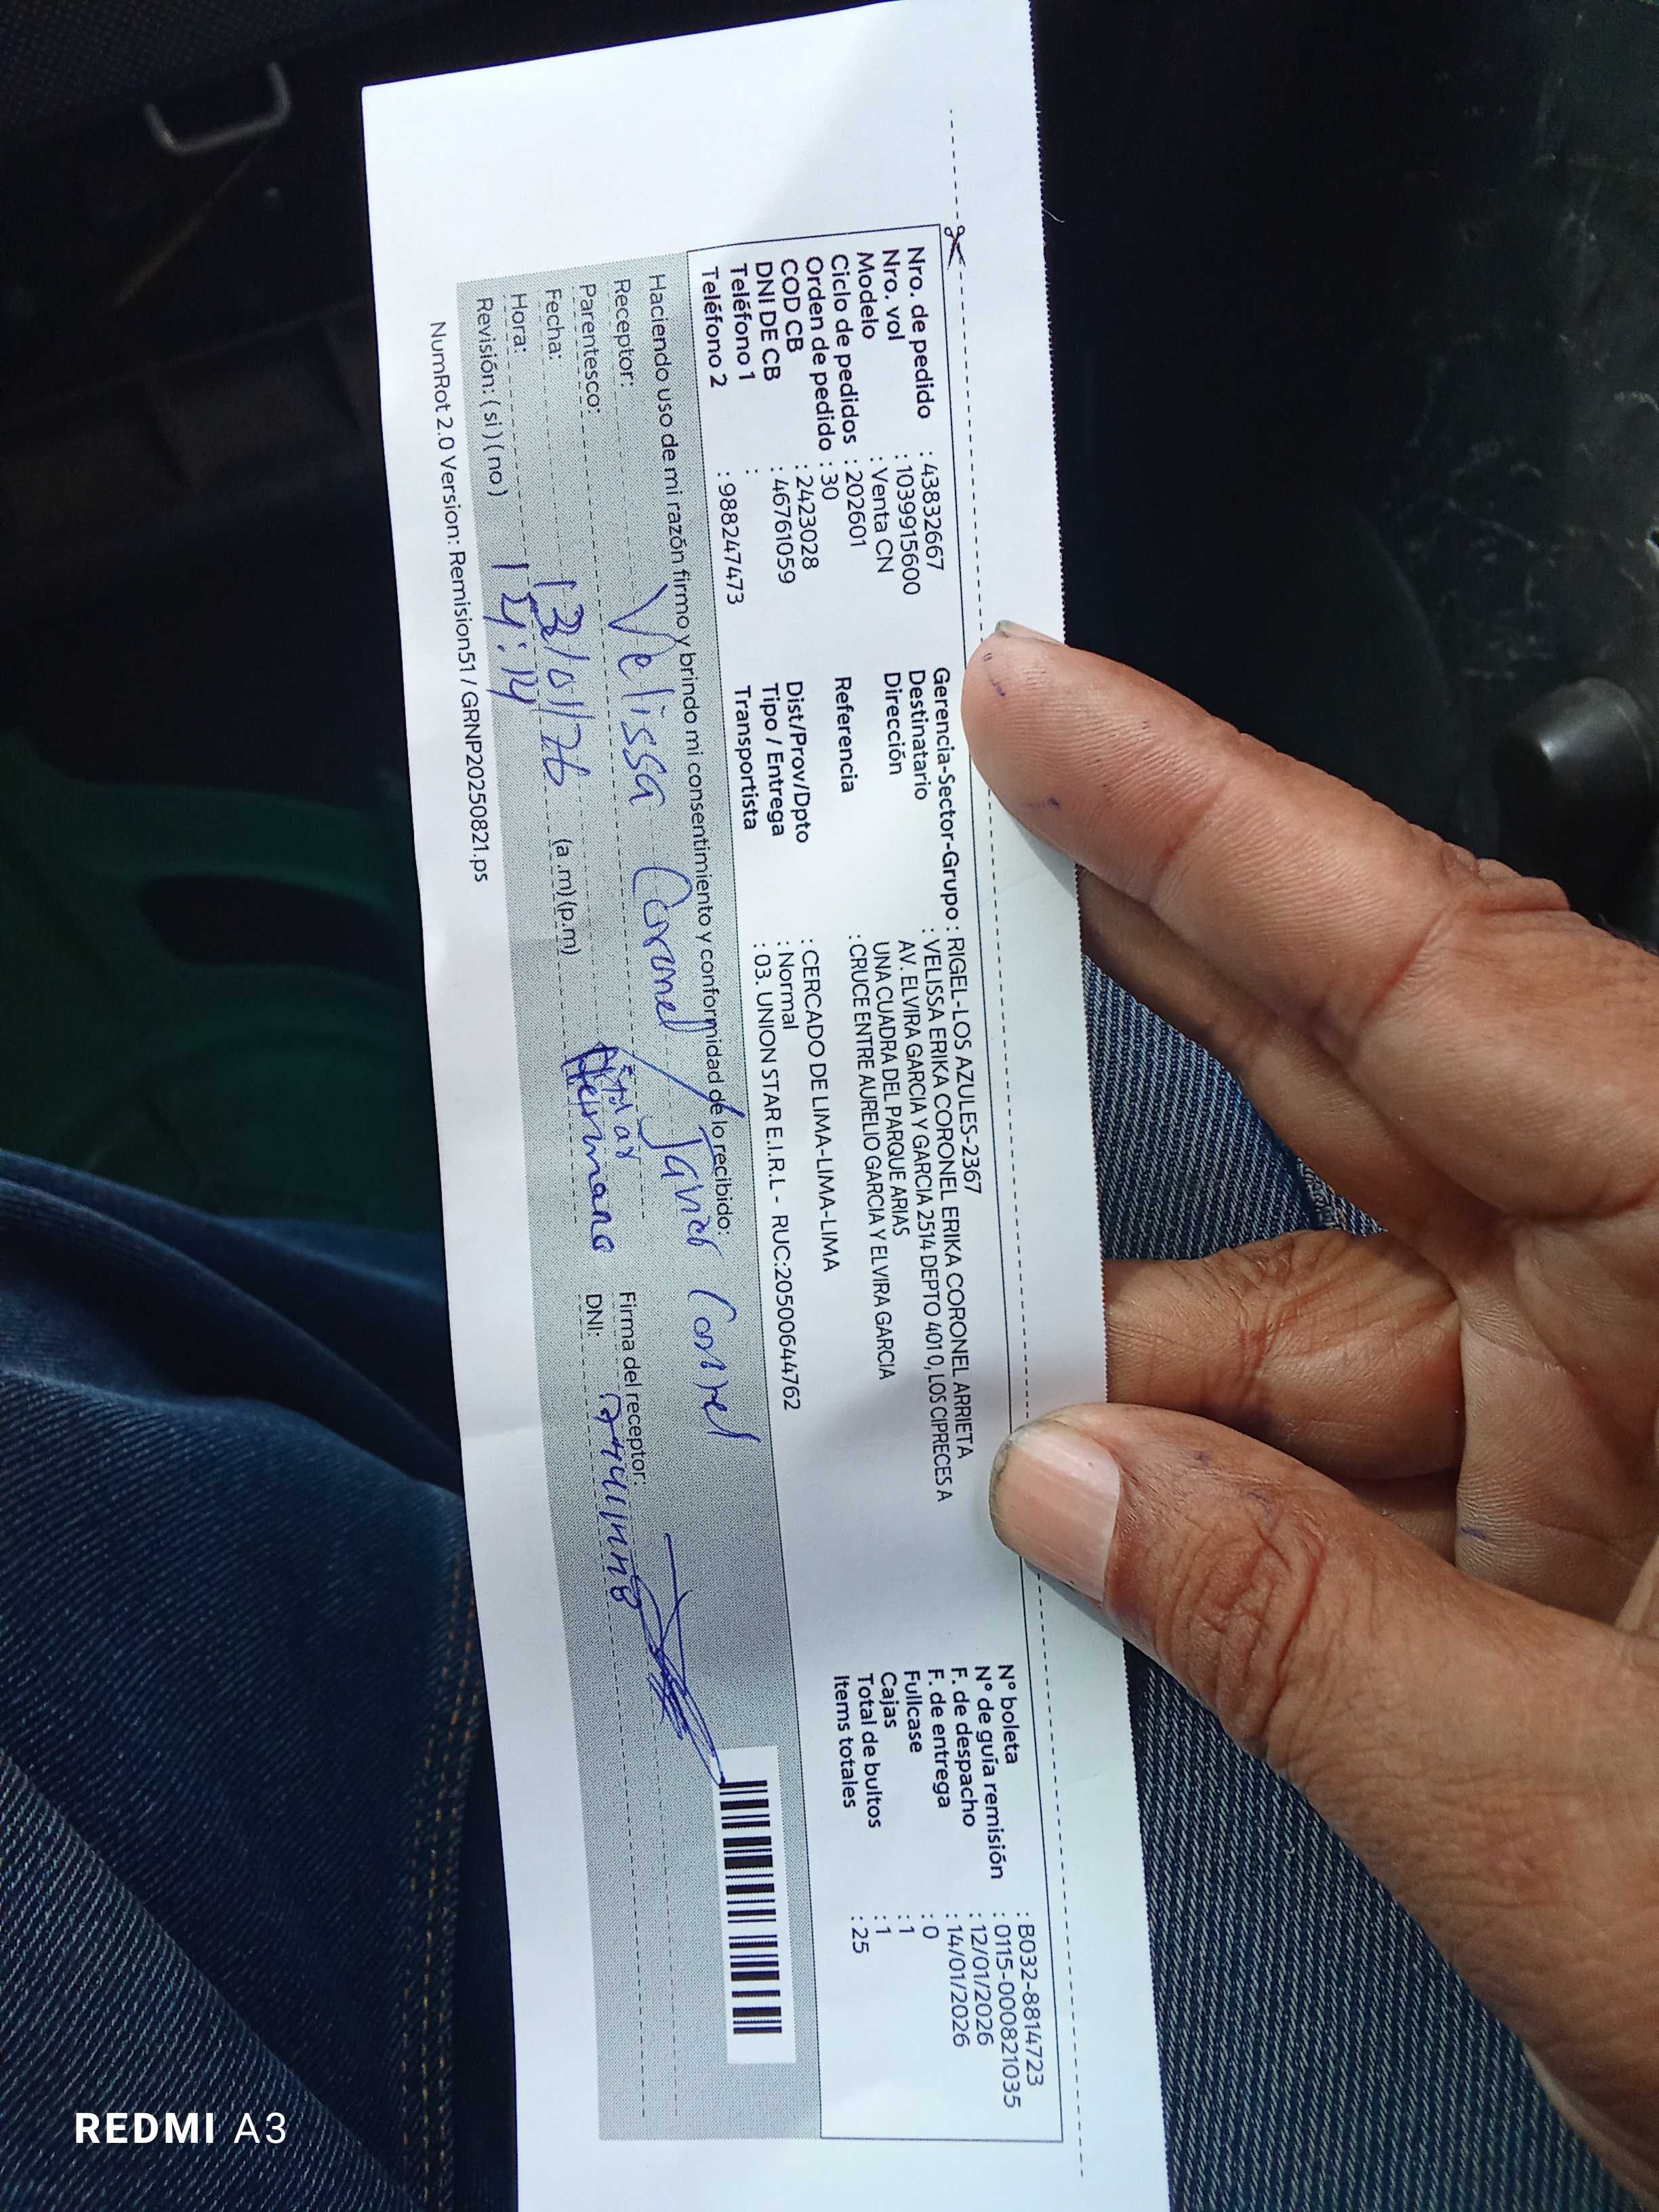 Nro. de pedido : 43832667
Nro. vol : 1039915600
Modelo : Venta CN
Ciclo de pedidos : 202601
Orden de pedido : 30
COD CB : 2423028
DNI DE CB : 46761059
Teléfono 1 :
Teléfono 2 : 988247473
Gerencia-Sector-Grupo : RIGEL-LOS AZULES-2367
Destinatario : VELISSA ERIKA CORONEL ERIKA CORONEL ARRIETA
Dirección AV. ELVIRA GARCIA Y GARCIA 2514 DEPTO 401 0, LOS CIPRECES A
UNA CUADRA DEL PARQUE ARIAS
Referencia : CRUCE ENTRE AURELIO GARCIA Y ELVIRA GARCIA
Dist/Prov/Dpto : CERCADO DE LIMA-LIMA-LIMA
Tipo / Entrega : Normal
Transportista : 03. UNION STAR E.I.R.L - RUC:20500644762
N° boleta : B032-8814723
N° de guía remisión : 0115-0000821035
F. de despacho : 12/01/2026
F. de entrega : 14/01/2026
Fullcase : 0
Cajas : 1
Total de bultos : 1
Items totales : 25
Haciendo uso de mi razón firmo y brindo mi consentimiento y conformidad de lo recibido:
Receptor: Velissa Coronel / Javier Coronel Firma del receptor:
Parentesco: titular Hermano DNI:
Fecha: 13/01/26
Hora: 14:14 (a .m) (p.m)
Revisión: ( si ) ( no )
NumRot 2.0 Version: Remision51 / GRNP20250821.ps
REDMI A3